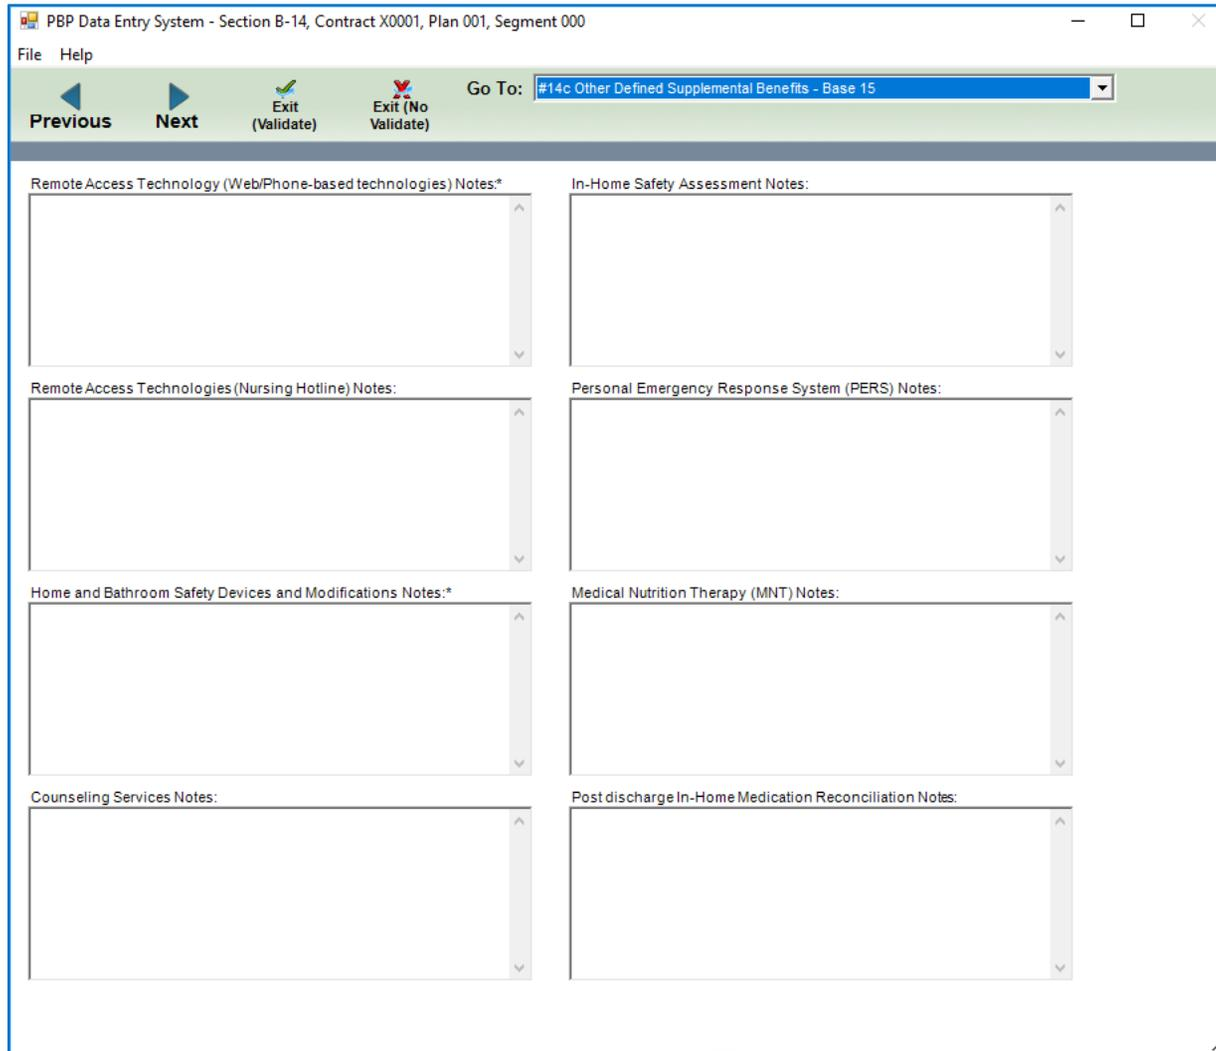 PBP Data Entry System - Section B-14, Contract X0001, Plan 001, Segment 000
File Help
Previous
Next
Exit
(Validate)
Exit (No
Validate)
Go To: #14c Other Defined Supplemental Benefits - Base 15
Remote Access Technology (Web/Phone-based technologies) Notes:*
In-Home Safety Assessment Notes:
Remote Access Technologies (Nursing Hotline) Notes:
Personal Emergency Response System (PERS) Notes:
Home and Bathroom Safety Devices and Modifications Notes:*
Medical Nutrition Therapy (MNT) Notes:
Counseling Services Notes:
Post discharge In-Home Medication Reconciliation Notes: